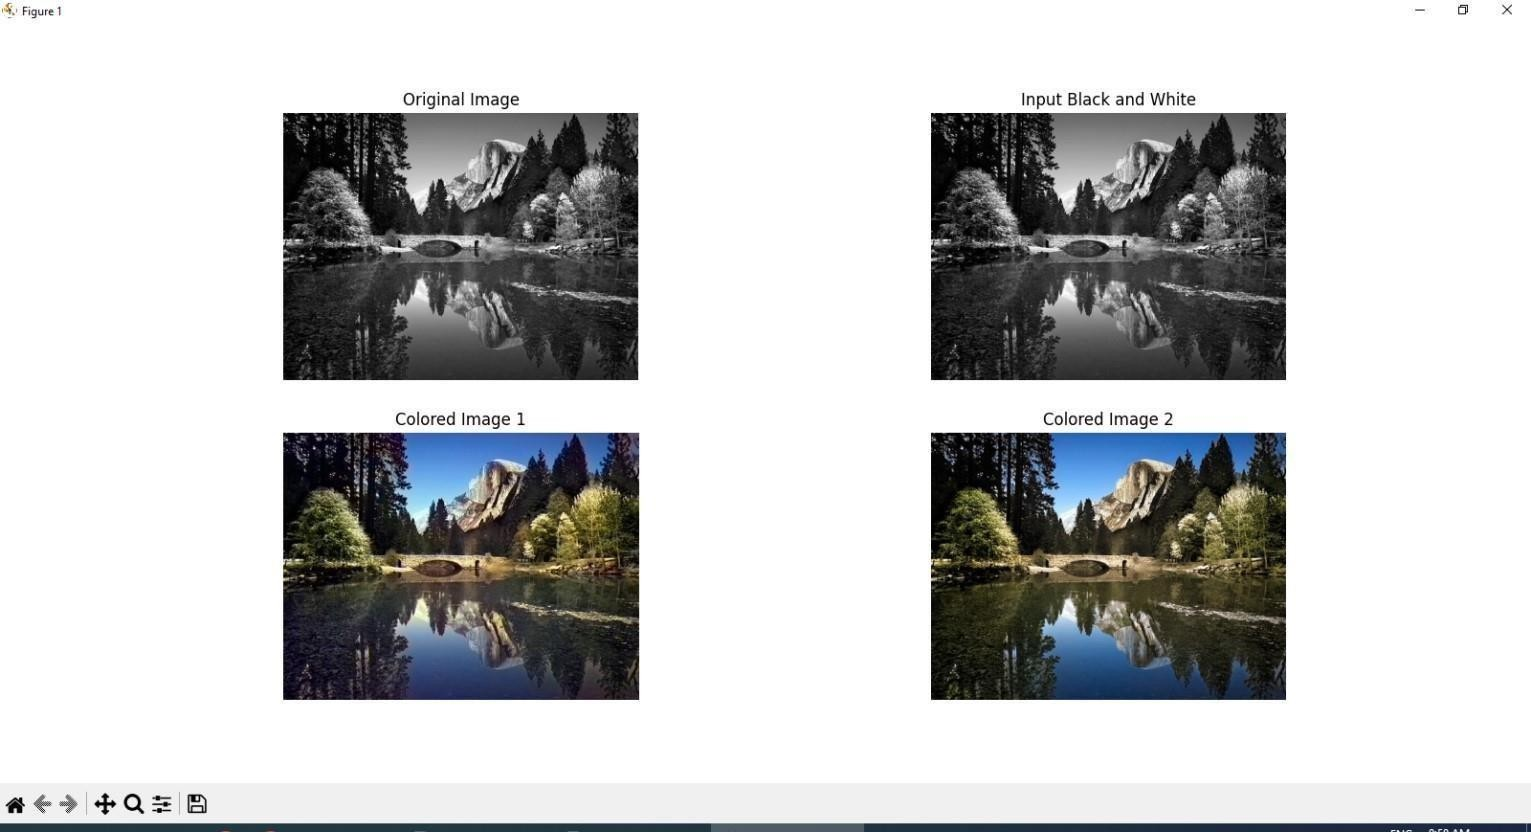 Figure 1
Original Image
Input Black and White
Colored Image 1
Colored Image 2